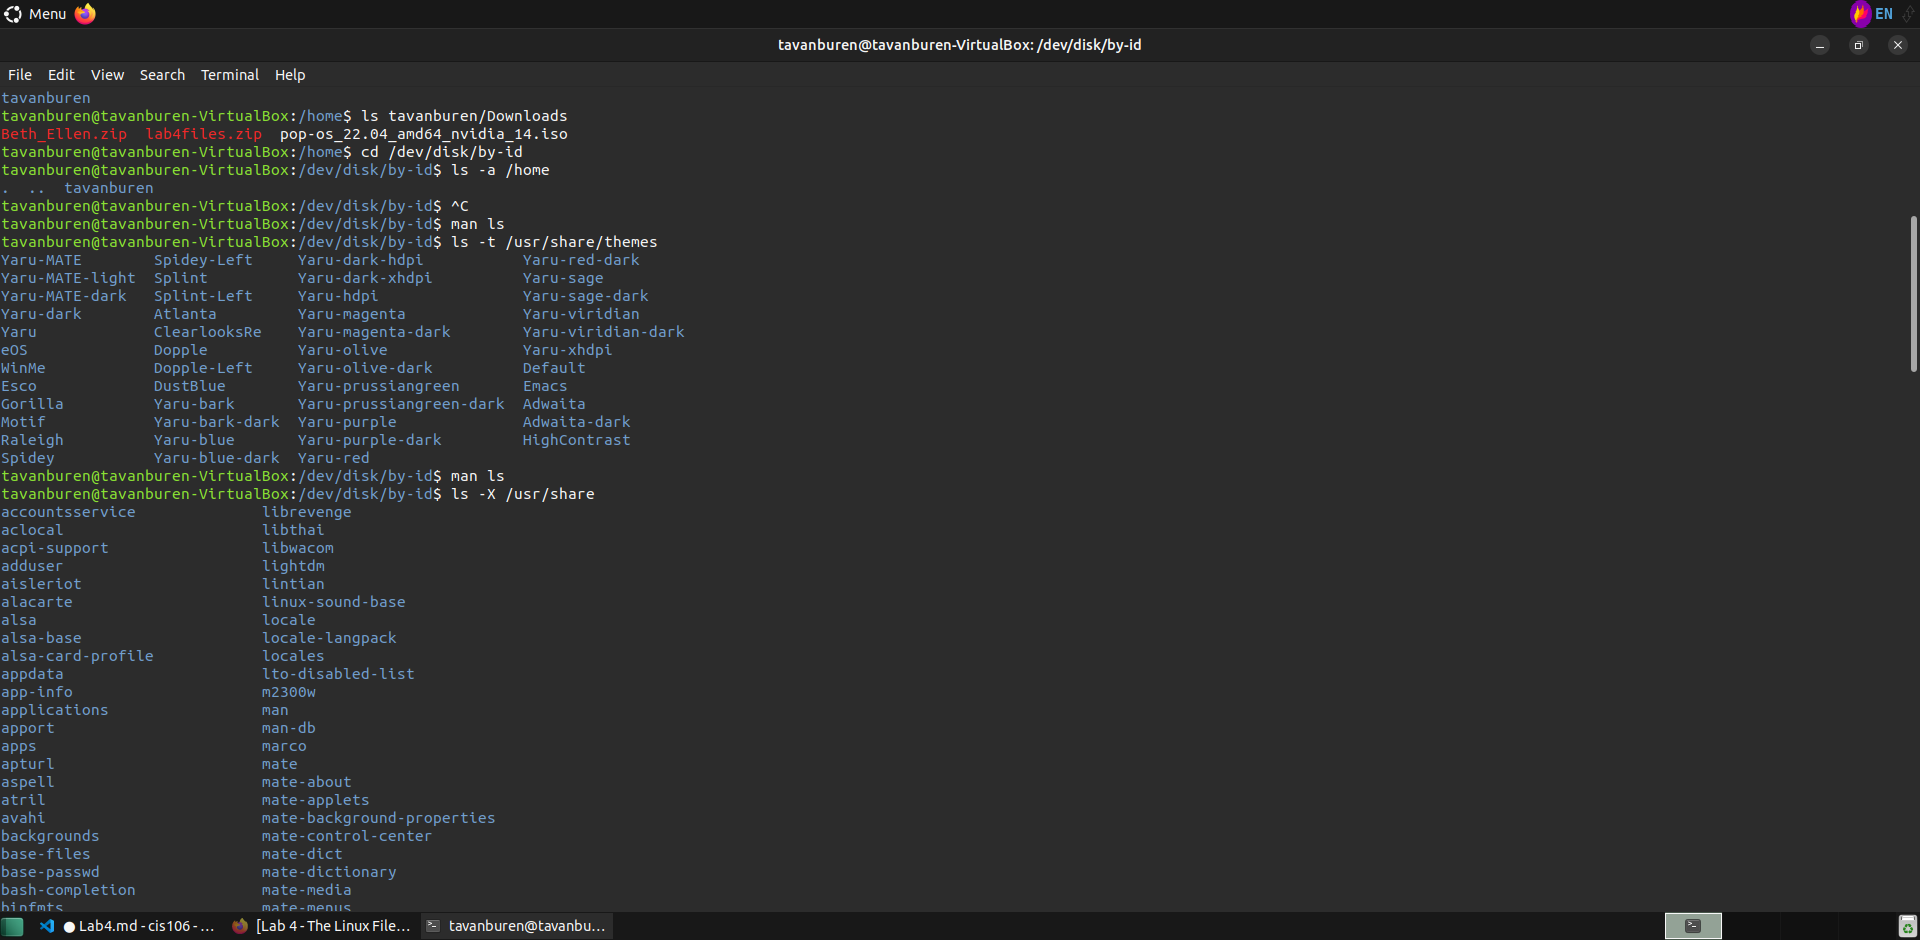 Menu EN
tavanburen@tavanburen-VirtualBox: /dev/disk/by-id
File Edit View Search Terminal Help
tavanburen
tavanburen@tavanburen-VirtualBox:/home$ ls tavanburen/Downloads
Beth_Ellen.zip  lab4files.zip  pop-os_22.04_amd64_nvidia_14.iso
tavanburen@tavanburen-VirtualBox:/home$ cd /dev/disk/by-id
tavanburen@tavanburen-VirtualBox:/dev/disk/by-id$ ls -a /home
.  ..  tavanburen
tavanburen@tavanburen-VirtualBox:/dev/disk/by-id$ ^C
tavanburen@tavanburen-VirtualBox:/dev/disk/by-id$ man ls
tavanburen@tavanburen-VirtualBox:/dev/disk/by-id$ ls -t /usr/share/themes
Yaru-MATE        Spidey-Left    Yaru-dark-hdpi           Yaru-red-dark
Yaru-MATE-light  Splint         Yaru-dark-xhdpi          Yaru-sage
Yaru-MATE-dark   Splint-Left    Yaru-hdpi                Yaru-sage-dark
Yaru-dark        Atlanta        Yaru-magenta             Yaru-viridian
Yaru             ClearlooksRe   Yaru-magenta-dark        Yaru-viridian-dark
eOS              Dopple         Yaru-olive               Yaru-xhdpi
WinMe            Dopple-Left    Yaru-olive-dark          Default
Esco             DustBlue       Yaru-prussiangreen       Emacs
Gorilla          Yaru-bark      Yaru-prussiangreen-dark  Adwaita
Motif            Yaru-bark-dark  Yaru-purple              Adwaita-dark
Raleigh          Yaru-blue      Yaru-purple-dark         HighContrast
Spidey           Yaru-blue-dark  Yaru-red
tavanburen@tavanburen-VirtualBox:/dev/disk/by-id$ man ls
tavanburen@tavanburen-VirtualBox:/dev/disk/by-id$ ls -X /usr/share
accountsservice              librevenge
aclocal                      libthai
acpi-support                 libwacom
adduser                      lightdm
aisleriot                    lintian
alacarte                     linux-sound-base
alsa                         locale
alsa-base                    locale-langpack
alsa-card-profile            locales
appdata                      lto-disabled-list
app-info                     m2300w
applications                 man
apport                       man-db
apps                         marco
apturl                       mate
aspell                       mate-about
atril                        mate-applets
avahi                        mate-background-properties
backgrounds                  mate-control-center
base-files                   mate-dict
base-passwd                  mate-dictionary
bash-completion              mate-media
binfmts                      mate-menus
● Lab4.md - cis106 - ... [Lab 4 - The Linux File... tavanburen@tavanbu...